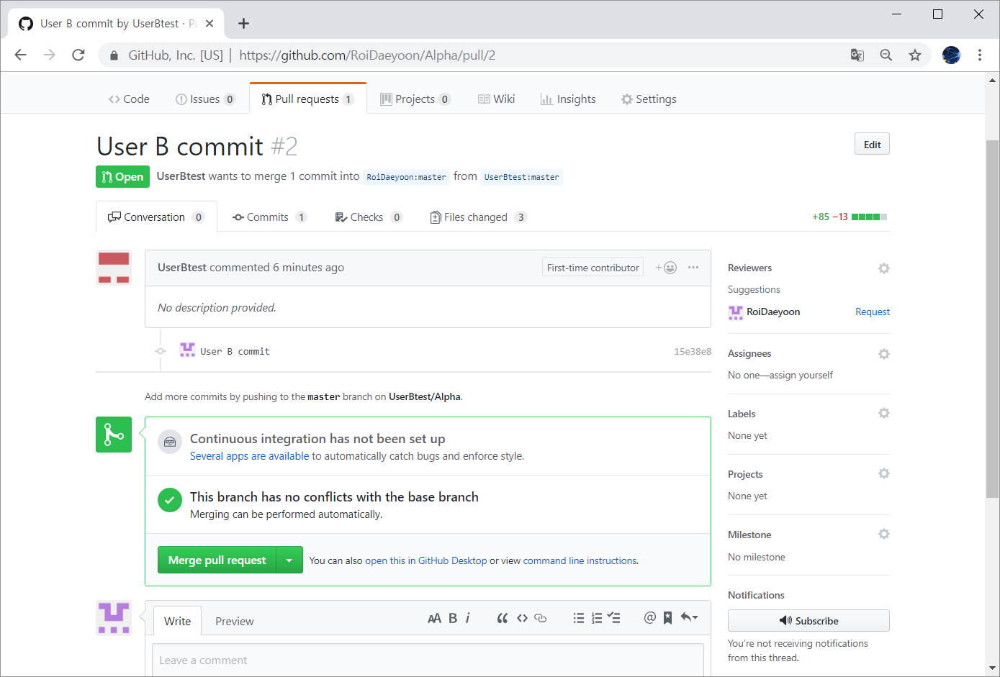 User B commit by UserBtest · P
GitHub, Inc. [US] | https://github.com/RoiDaeyoon/Alpha/pull/2
Code Issues 0 Pull requests 1 Projects 0 Wiki Insights Settings
User B commit #2 Edit
Open UserBtest wants to merge 1 commit into RoiDaeyoon:master from UserBtest:master
Conversation 0 Commits 1 Checks 0 Files changed 3 +85 −13
UserBtest commented 6 minutes ago First-time contributor + ···
No description provided.
User B commit 15e38e8
Add more commits by pushing to the master branch on UserBtest/Alpha.
Continuous integration has not been set up
Several apps are available to automatically catch bugs and enforce style.
This branch has no conflicts with the base branch
Merging can be performed automatically.
Merge pull request You can also open this in GitHub Desktop or view command line instructions.
Write Preview AA B i “ <> @
Leave a comment
Reviewers
Suggestions
RoiDaeyoon Request
Assignees
No one—assign yourself
Labels
None yet
Projects
None yet
Milestone
No milestone
Notifications
Subscribe
You’re not receiving notifications
from this thread.